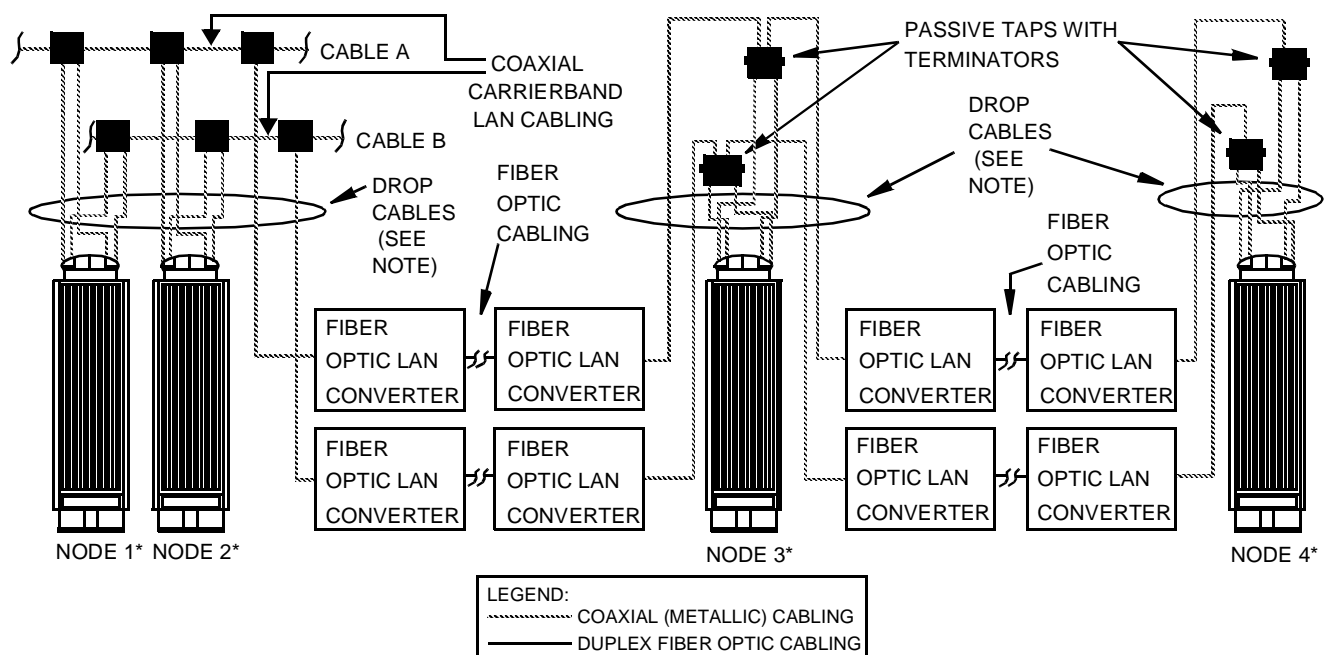 CABLE A
CABLE B
COAXIAL
CARRIERBAND
LAN CABLING
PASSIVE TAPS WITH
TERMINATORS
DROP
CABLES
(SEE
NOTE)
DROP
CABLES
(SEE
NOTE)
FIBER
OPTIC
CABLING
FIBER
OPTIC
CABLING
FIBER
OPTIC LAN
CONVERTER
FIBER
OPTIC LAN
CONVERTER
FIBER
OPTIC LAN
CONVERTER
FIBER
OPTIC LAN
CONVERTER
FIBER
OPTIC LAN
CONVERTER
FIBER
OPTIC LAN
CONVERTER
FIBER
OPTIC LAN
CONVERTER
FIBER
OPTIC LAN
CONVERTER
NODE 1*
NODE 2*
NODE 3*
NODE 4*
LEGEND:
COAXIAL (METALLIC) CABLING
DUPLEX FIBER OPTIC CABLING